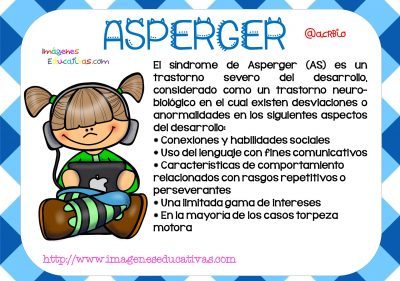 ASPERGER
@acrbio
Imágenes
Educativas.com
El síndrome de Asperger (AS) es un
trastorno severo del desarrollo,
considerado como un trastorno neuro-
biológico en el cual existen desviaciones o
anormalidades en los siguientes aspectos
del desarrollo:
• Conexiones y habilidades sociales
• Uso del lenguaje con fines comunicativos
• Características de comportamiento
relacionados con rasgos repetitivos o
perseverantes
• Una limitada gama de intereses
• En la mayoría de los casos torpeza
motora
http://www.imageneseducativas.com